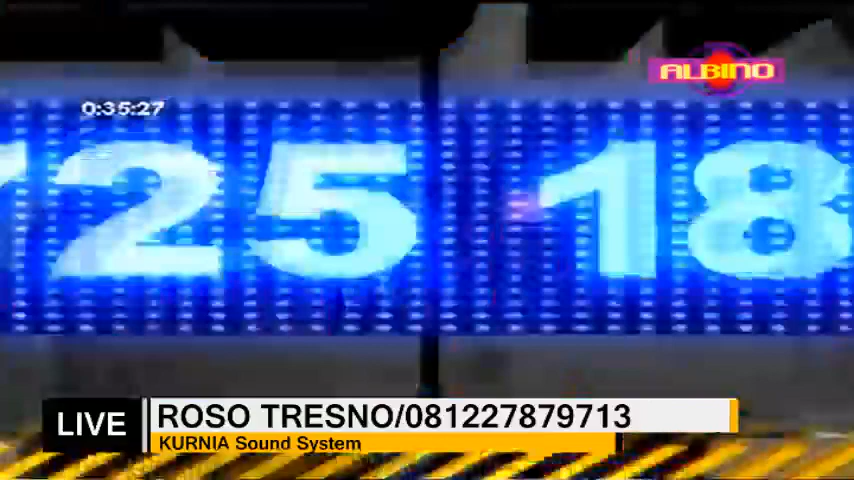 ALBINO
0:35:27
25 18
LIVE
ROSO TRESNO/081227879713
KURNIA Sound System